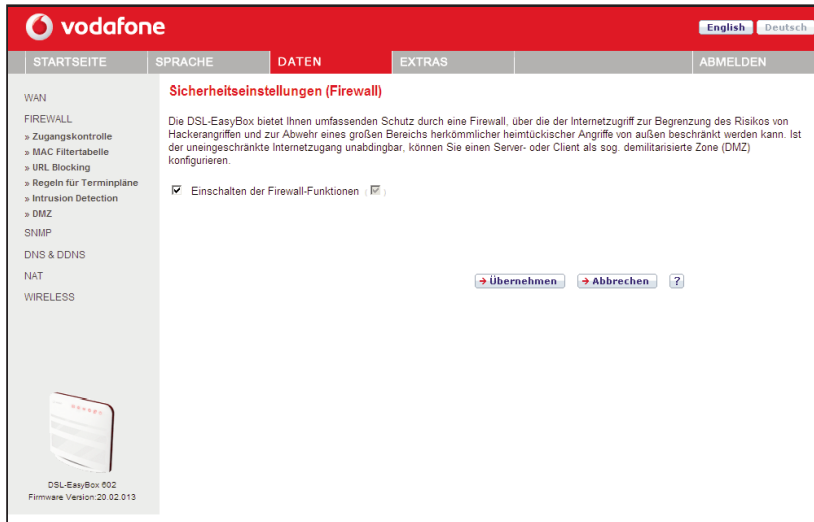 vodafone
English Deutsch
STARTSEITE SPRACHE DATEN EXTRAS ABMELDEN
WAN
FIREWALL
» Zugangskontrolle
» MAC Filtertabelle
» URL Blocking
» Regeln für Terminpläne
» Intrusion Detection
» DMZ
SNMP
DNS & DDNS
NAT
WIRELESS
DSL-EasyBox 602
Firmware Version:20.02.013
Sicherheitseinstellungen (Firewall)
Die DSL-EasyBox bietet Ihnen umfassenden Schutz durch eine Firewall, über die der Internetzugriff zur Begrenzung des Risikos von
Hackerangriffen und zur Abwehr eines großen Bereichs herkömmlicher heimtückischer Angriffe von außen beschränkt werden kann. Ist
der uneingeschränkte Internetzugang unabdingbar, können Sie einen Server- oder Client als sog. demilitarisierte Zone (DMZ)
konfigurieren.
Einschalten der Firewall-Funktionen ( )
Übernehmen Abbrechen ?